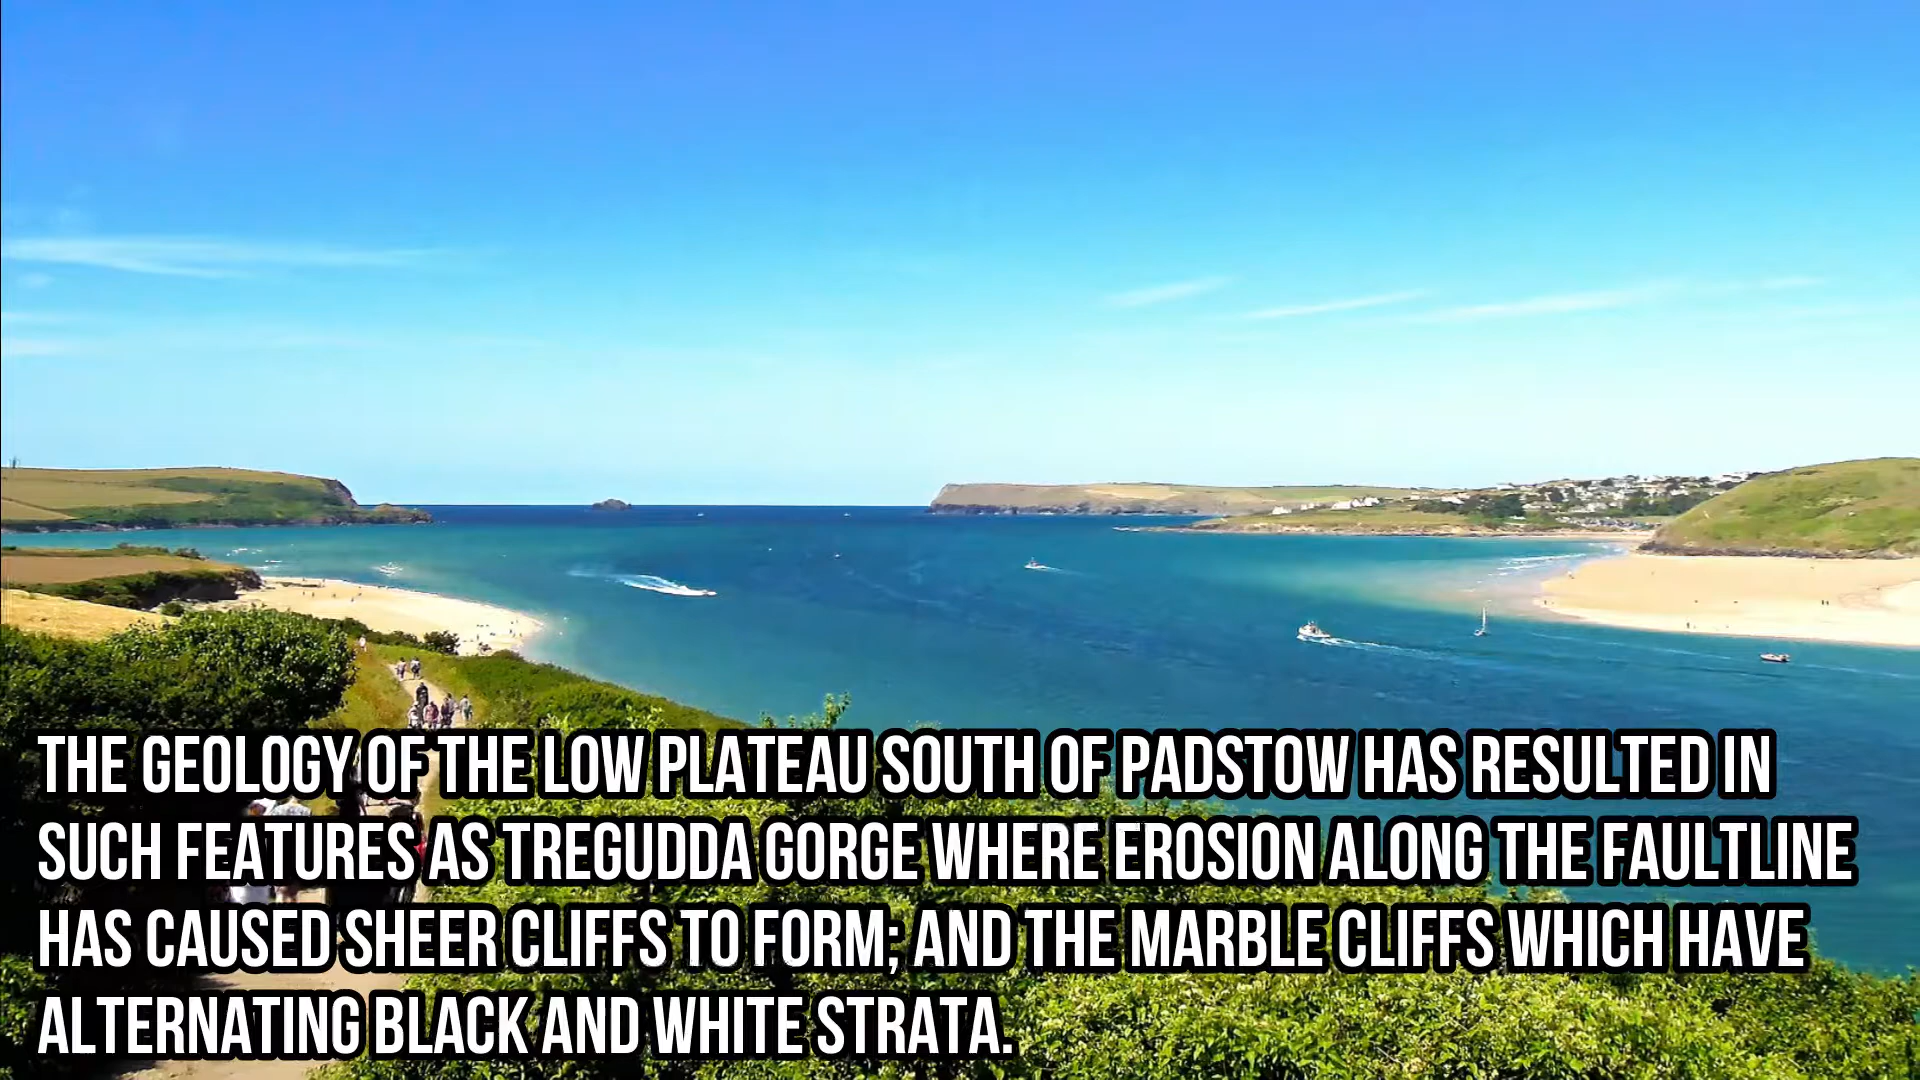 THE GEOLOGY OF THE LOW PLATEAU SOUTH OF PADSTOW HAS RESULTED IN
SUCH FEATURES AS TREGUDDA GORGE WHERE EROSION ALONG THE FAULTLINE
HAS CAUSED SHEER CLIFFS TO FORM; AND THE MARBLE CLIFFS WHICH HAVE
ALTERNATING BLACK AND WHITE STRATA.